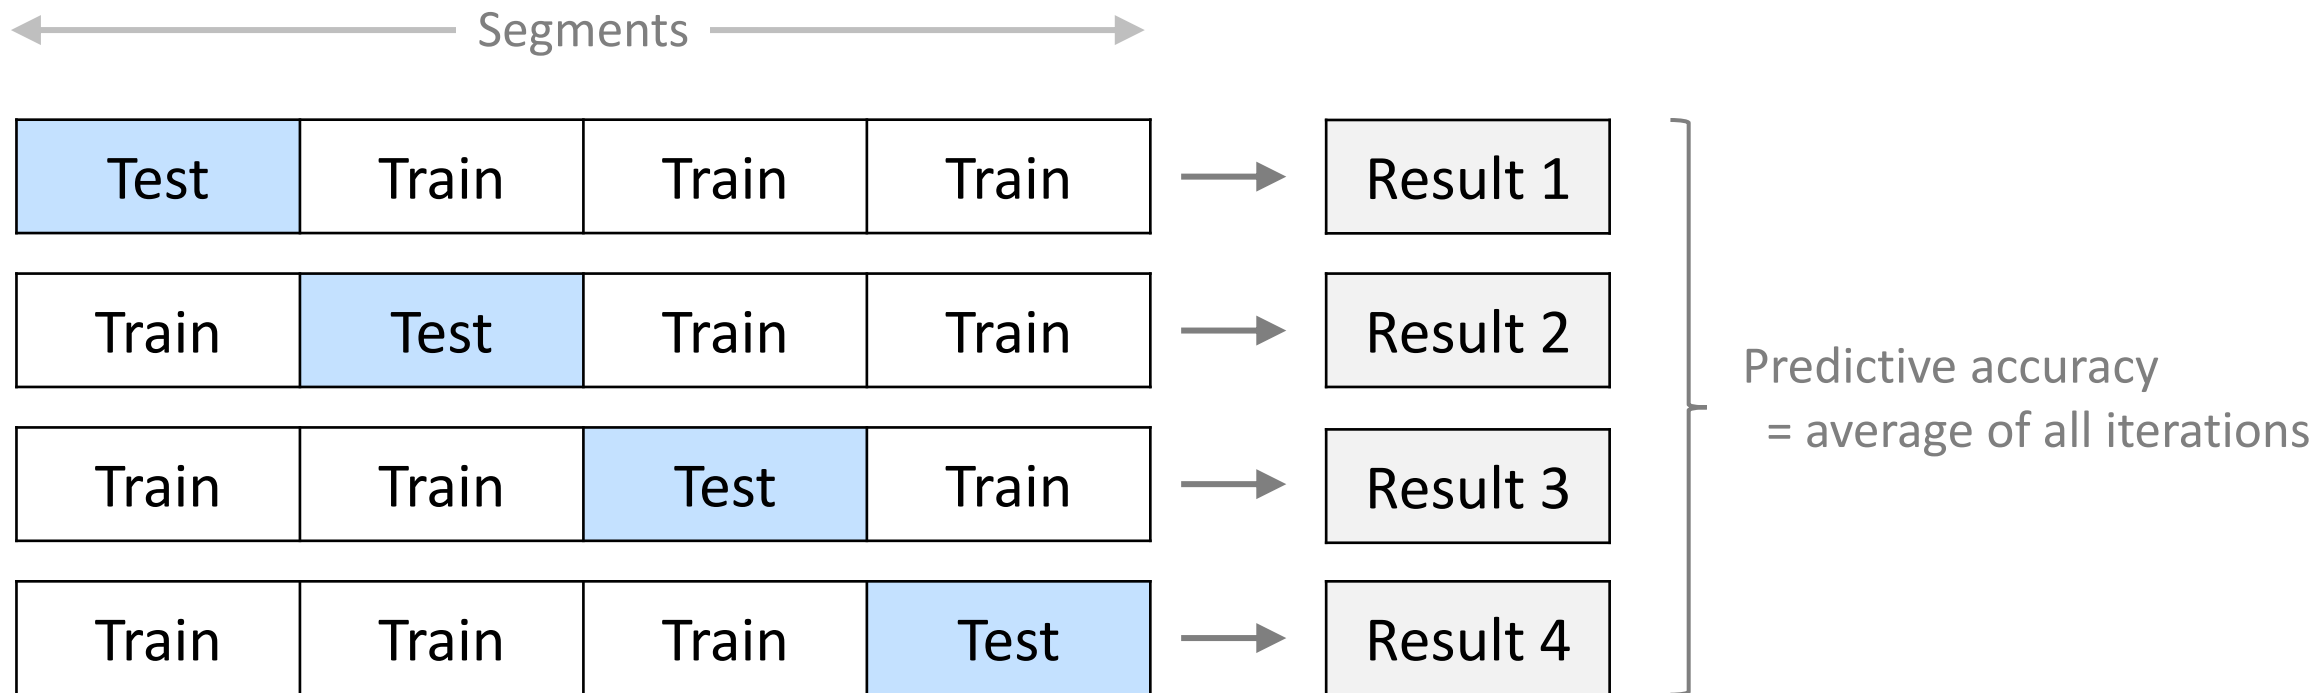 Segments
Test Train Train Train Result 1
Train Test Train Train Result 2
Predictive accuracy
= average of all iterations
Train Train Test Train Result 3
Train Train Train Test Result 4